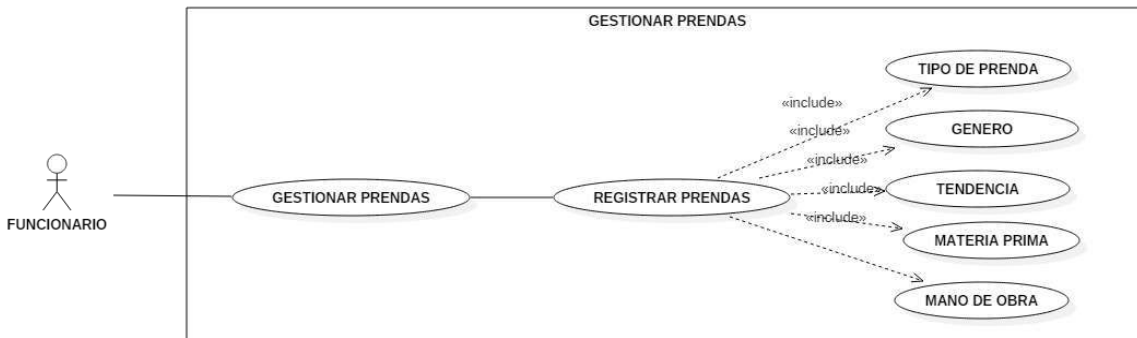 GESTIONAR PRENDAS
TIPO DE PRENDA
«include»
«include»
GENERO
«include»
«include»
TENDENCIA
GESTIONAR PRENDAS
REGISTRAR PRENDAS
«include»
FUNCIONARIO
MATERIA PRIMA
MANO DE OBRA